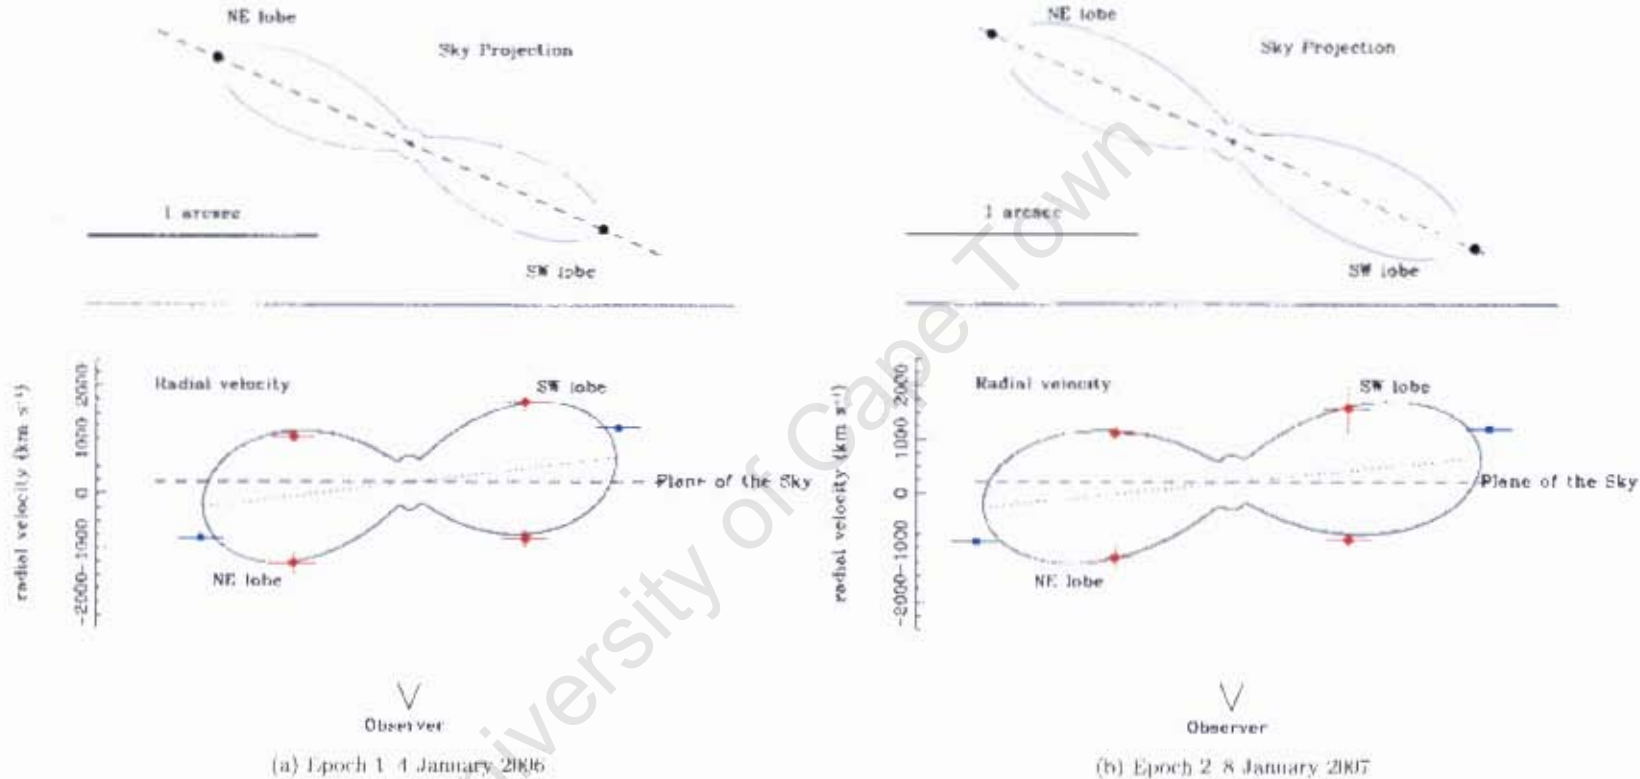 NE lobe
Sky Projection
1 arcsec
SW lobe
Radial velocity
SW lobe
radial velocity (km s⁻¹)
2000
1000
0
-1000
-2000
Plane of the Sky
NE lobe
Observer
(a) Epoch 1 4 January 2006
NE lobe
Sky Projection
1 arcsec
SW lobe
Radial velocity
SW lobe
radial velocity (km s⁻¹)
2000
1000
0
-1000
-2000
Plane of the Sky
NE lobe
Observer
(b) Epoch 2 8 January 2007
University of Cape Town